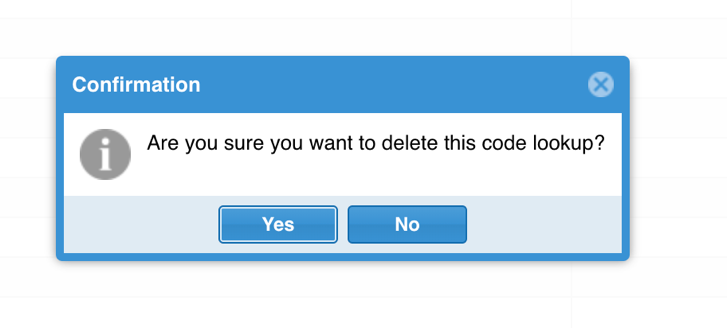 Confirmation
Are you sure you want to delete this code lookup?
Yes
No